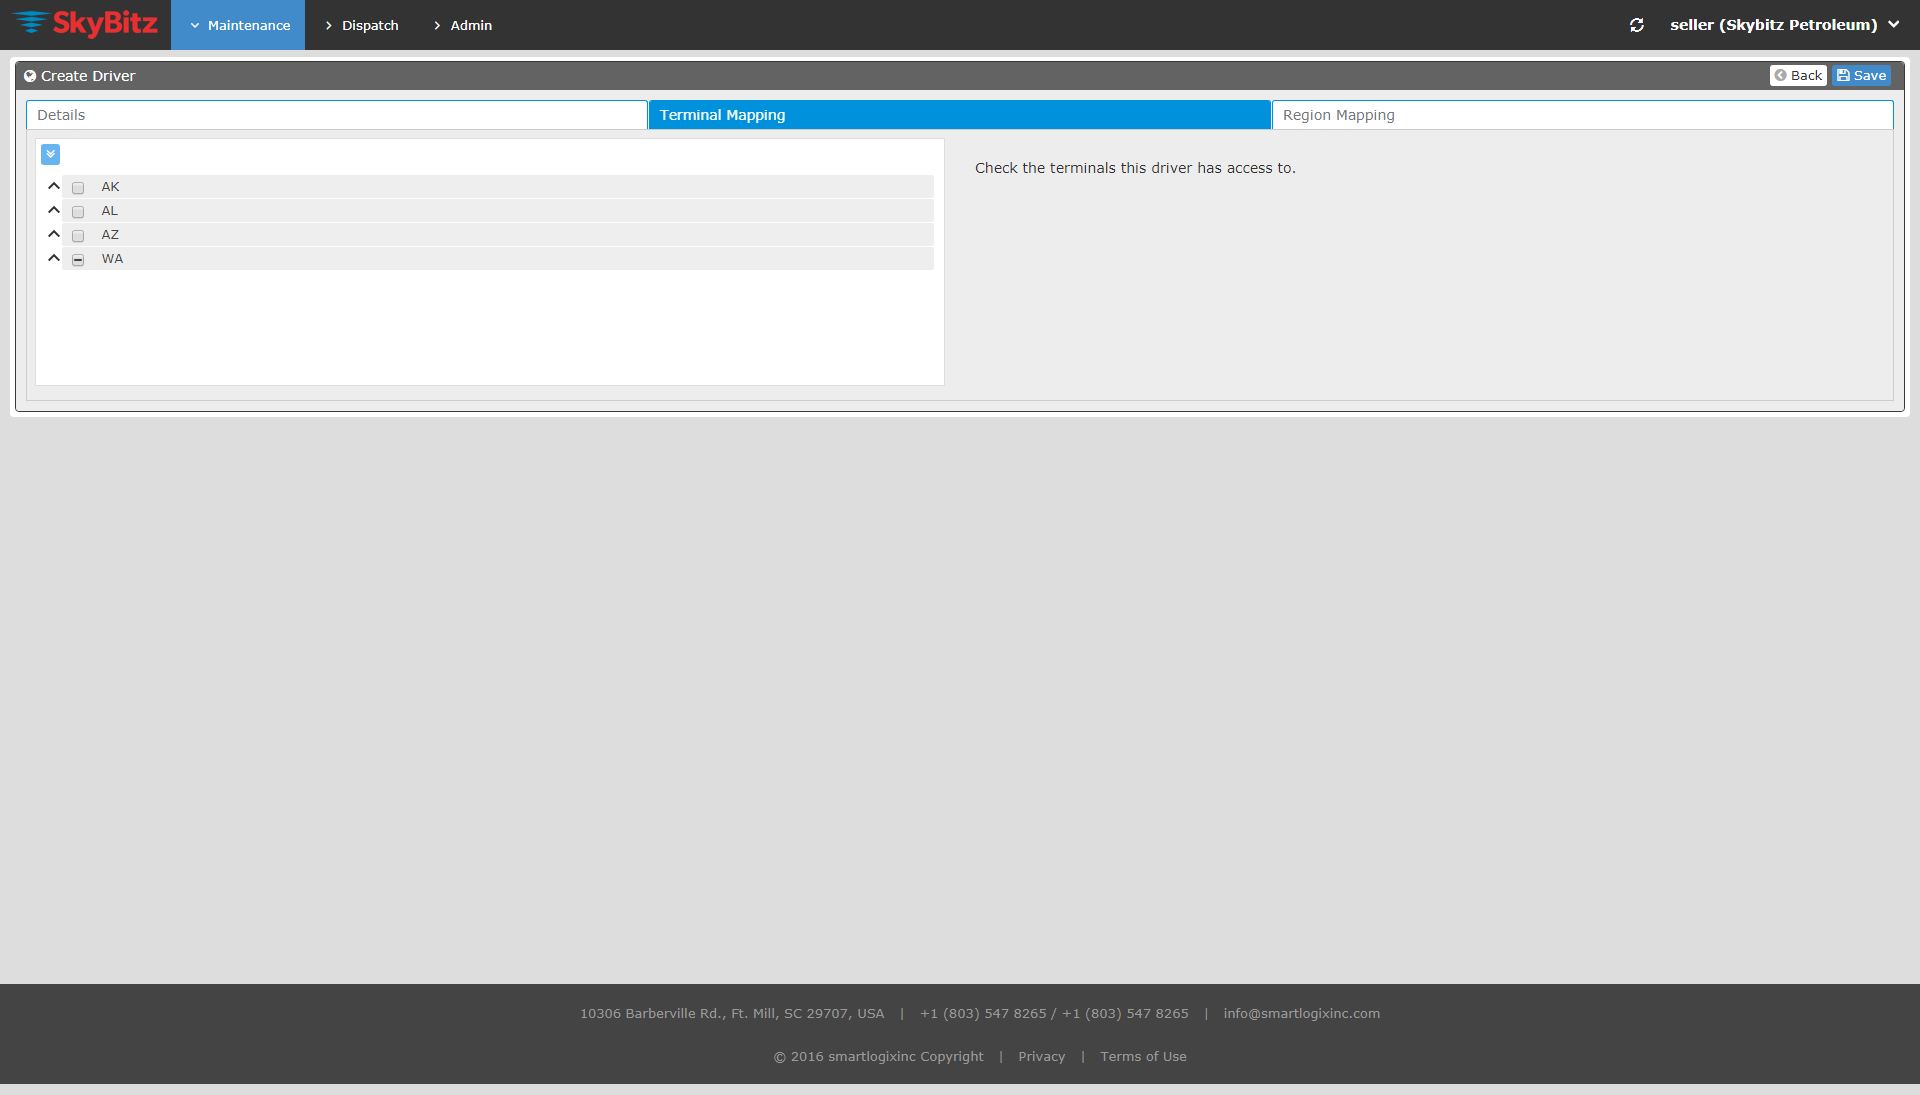 SkyBitz Maintenance Dispatch Admin seller (Skybitz Petroleum)
Create Driver Back Save
Details Terminal Mapping Region Mapping
Check the terminals this driver has access to.
AK
AL
AZ
WA
10306 Barberville Rd., Ft. Mill, SC 29707, USA | +1 (803) 547 8265 / +1 (803) 547 8265 | info@smartlogixinc.com
© 2016 smartlogixinc Copyright | Privacy | Terms of Use